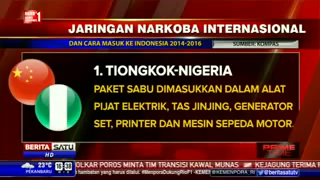 JARINGAN NARKOBA INTERNASIONAL
DAN CARA MASUK KE INDONESIA 2014-2016
SUMBER: KOMPAS
1. TIONGKOK-NIGERIA
PAKET SABU DIMASUKKAN DALAM ALAT
PIJAT ELEKTRIK, TAS JINJING, GENERATOR
SET, PRINTER DAN MESIN SEPEDA MOTOR.
BERITA SATU
HD
PRIME
23°C
16:38
OLKAR POROS MINTA TIM TRANSISI KAWAL MUNAS
KEJAGUNG TERIMA